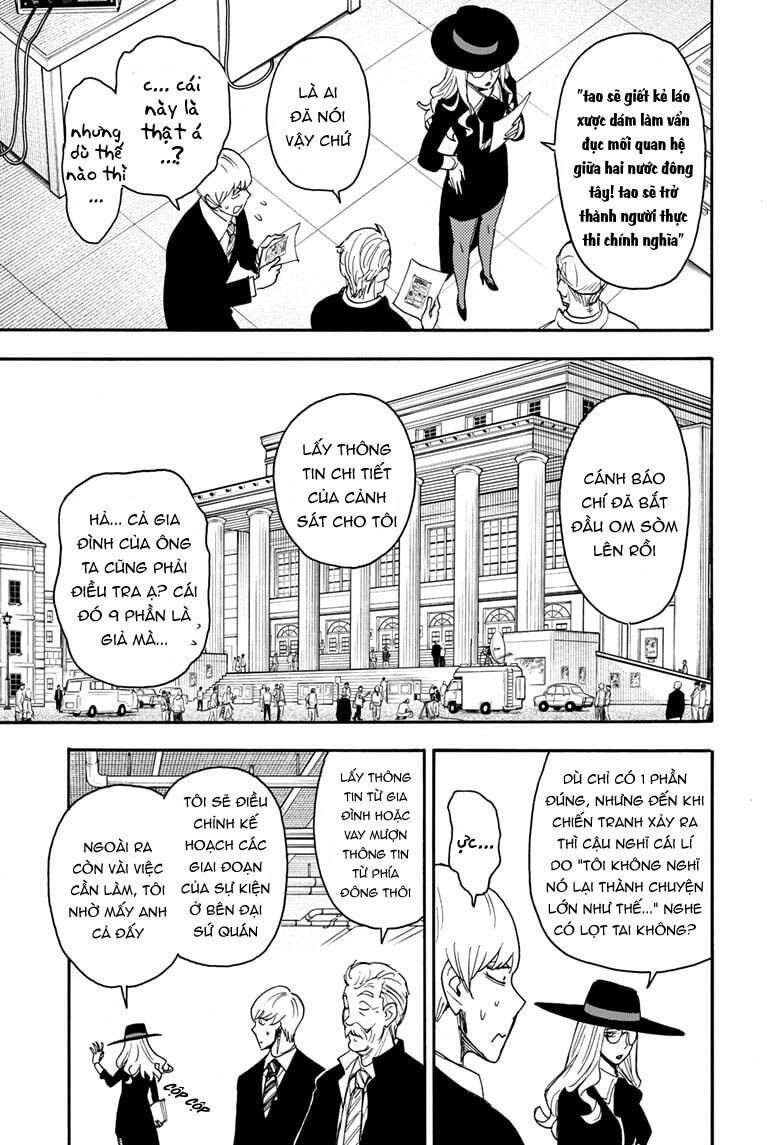 "tao sẽ giết kẻ láo
xược dám làm vẩn
đục mối quan hệ
giữa hai nước đông
tây! tao sẽ trở
thành người thực
thi chính nghĩa"
LÀ AI
ĐÃ NÓI
VẬY CHỨ
c... cái
này là
thật á
...?
nhưng
dù thế
nào thì
...
CÁNH BÁO
CHÍ ĐÃ BẮT
ĐẦU OM SÒM
LÊN RỒI
LẤY THÔNG
TIN CHI TIẾT
CỦA CẢNH
SÁT CHO TÔI
HẢ... CẢ GIA
ĐÌNH CỦA ÔNG
TA CŨNG PHẢI
ĐIỀU TRA Ạ? CÁI
ĐÓ 9 PHẦN LÀ
GIẢ MÀ...
DÙ CHỈ CÓ 1 PHẦN
ĐÚNG, NHƯNG ĐẾN KHI
CHIẾN TRANH XẢY RA
THÌ CẬU NGHĨ CÁI LÍ
DO "TÔI KHÔNG NGHĨ
NÓ LẠI THÀNH CHUYỆN
LỚN NHƯ THẾ..." NGHE
CÓ LỌT TAI KHÔNG?
ực...
LẤY THÔNG
TIN TỪ GIA
ĐÌNH HOẶC
VAY MƯỢN
THÔNG TIN
TỪ PHÍA
ĐÔNG THÔI
TÔI SẼ ĐIỀU
CHỈNH KẾ
HOẠCH CÁC
GIAI ĐOẠN
CỦA SỰ KIỆN
Ở BÊN ĐẠI
SỨ QUÁN
NGOÀI RA
CÒN VÀI VIỆC
CẦN LÀM, TÔI
NHỜ MẤY ANH
CẢ ĐẤY
CỘP CỘP